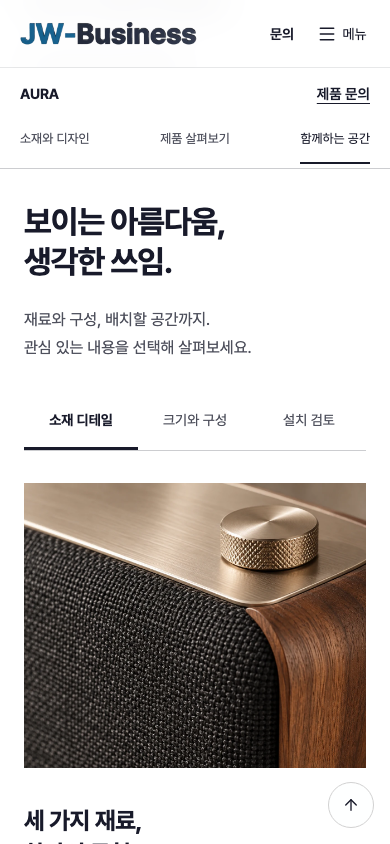 JW-Business
문의
메뉴
AURA
제품 문의
소재와 디자인
제품 살펴보기
함께하는 공간
보이는 아름다움,
생각한 쓰임.
재료와 구성, 배치할 공간까지.
관심 있는 내용을 선택해 살펴보세요.
소재 디테일
크기와 구성
설치 검토
세 가지 재료,